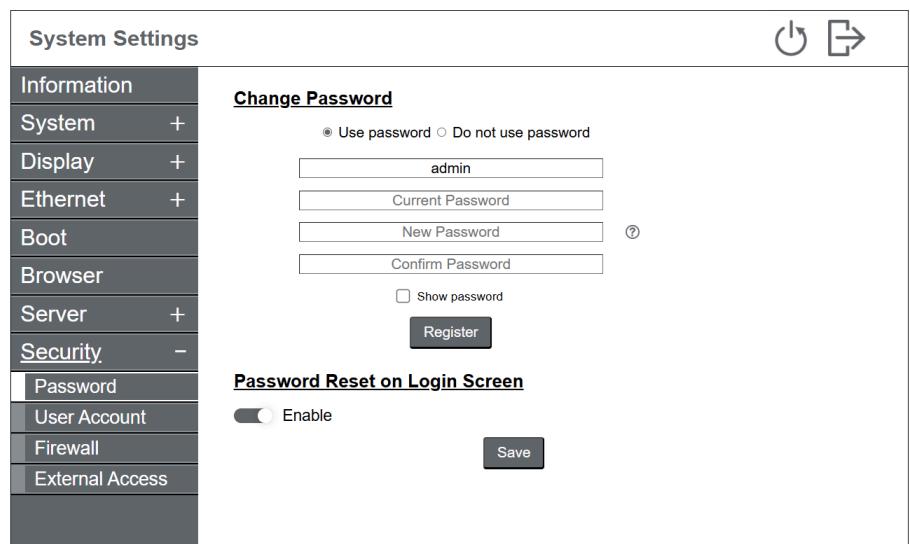 System Settings
Information
System +
Display +
Ethernet +
Boot
Browser
Server +
Security −
Password
User Account
Firewall
External Access
Change Password
Use password Do not use password
admin
Current Password
New Password ?
Confirm Password
Show password
Register
Password Reset on Login Screen
Enable
Save